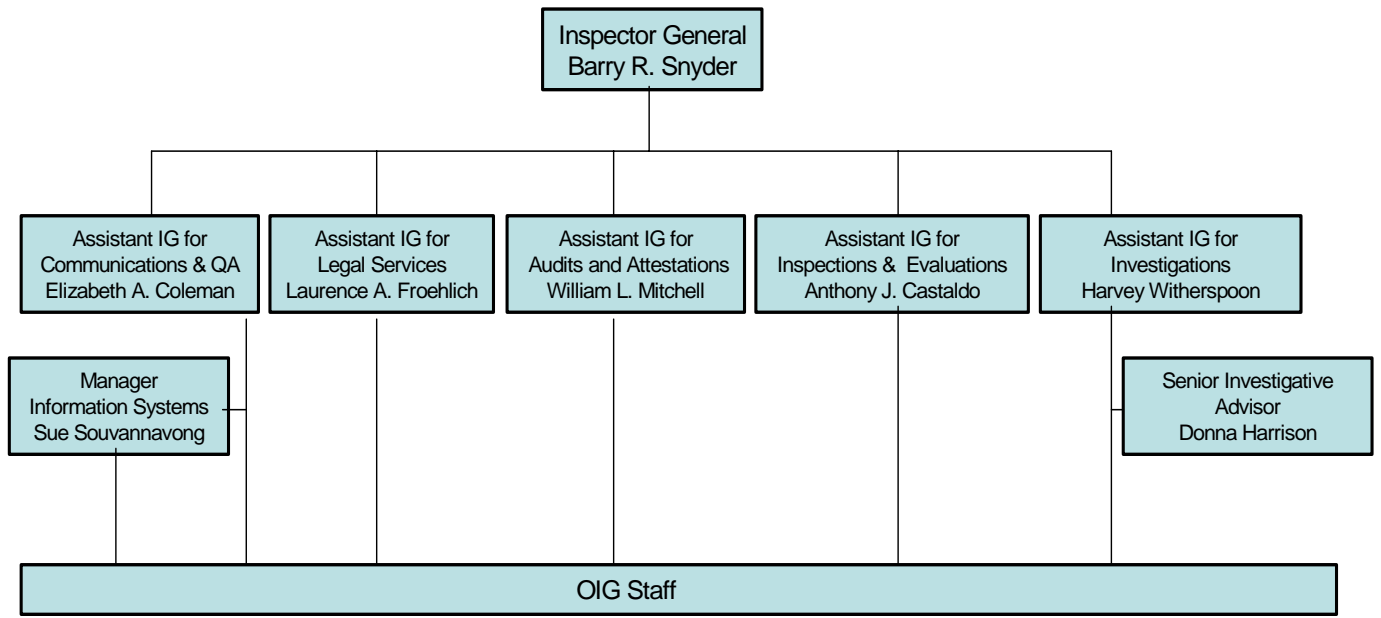 Inspector General
Barry R. Snyder
Assistant IG for
Communications & QA
Elizabeth A. Coleman
Assistant IG for
Legal Services
Laurence A. Froehlich
Assistant IG for
Audits and Attestations
William L. Mitchell
Assistant IG for
Inspections & Evaluations
Anthony J. Castaldo
Assistant IG for
Investigations
Harvey Witherspoon
Manager
Information Systems
Sue Souvannavong
Senior Investigative
Advisor
Donna Harrison
OIG Staff